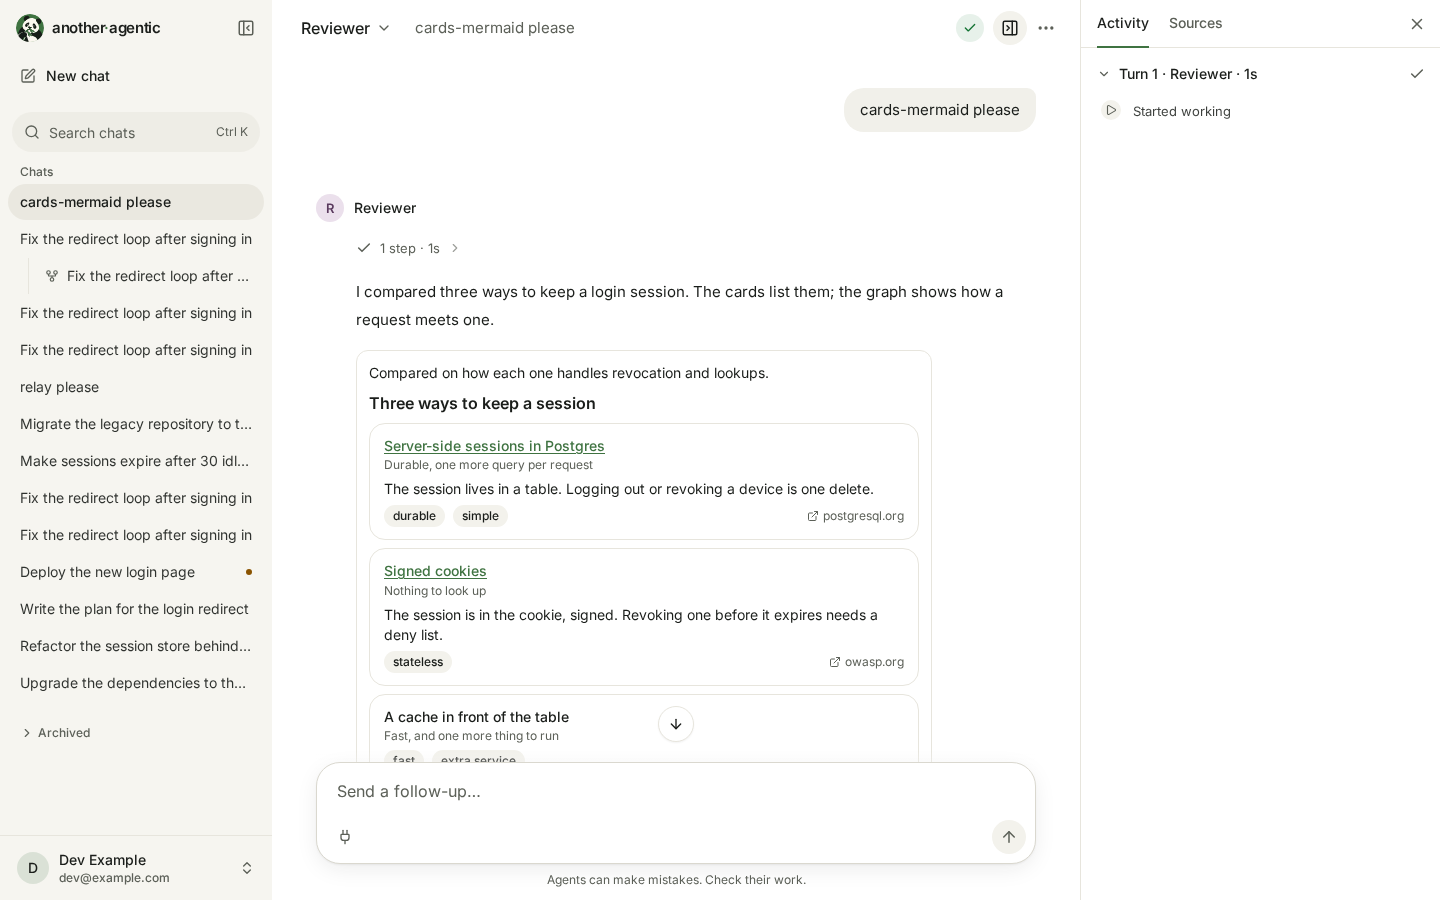 another·agentic
New chat
Search chats
Ctrl K
Chats
cards-mermaid please
Fix the redirect loop after signing in
Fix the redirect loop after ...
Fix the redirect loop after signing in
Fix the redirect loop after signing in
relay please
Migrate the legacy repository to t...
Make sessions expire after 30 idl...
Fix the redirect loop after signing in
Fix the redirect loop after signing in
Deploy the new login page
Write the plan for the login redirect
Refactor the session store behind...
Upgrade the dependencies to th...
Archived
D
Dev Example
dev@example.com
Reviewer
cards-mermaid please
cards-mermaid please
R
Reviewer
1 step · 1s
I compared three ways to keep a login session. The cards list them; the graph shows how a
request meets one.
Compared on how each one handles revocation and lookups.
Three ways to keep a session
Server-side sessions in Postgres
Durable, one more query per request
The session lives in a table. Logging out or revoking a device is one delete.
durable simple
postgresql.org
Signed cookies
Nothing to look up
The session is in the cookie, signed. Revoking one before it expires needs a
deny list.
stateless
owasp.org
A cache in front of the table
Fast, and one more thing to run
fast extra service
Send a follow-up...
Agents can make mistakes. Check their work.
Activity
Sources
Turn 1 · Reviewer · 1s
Started working